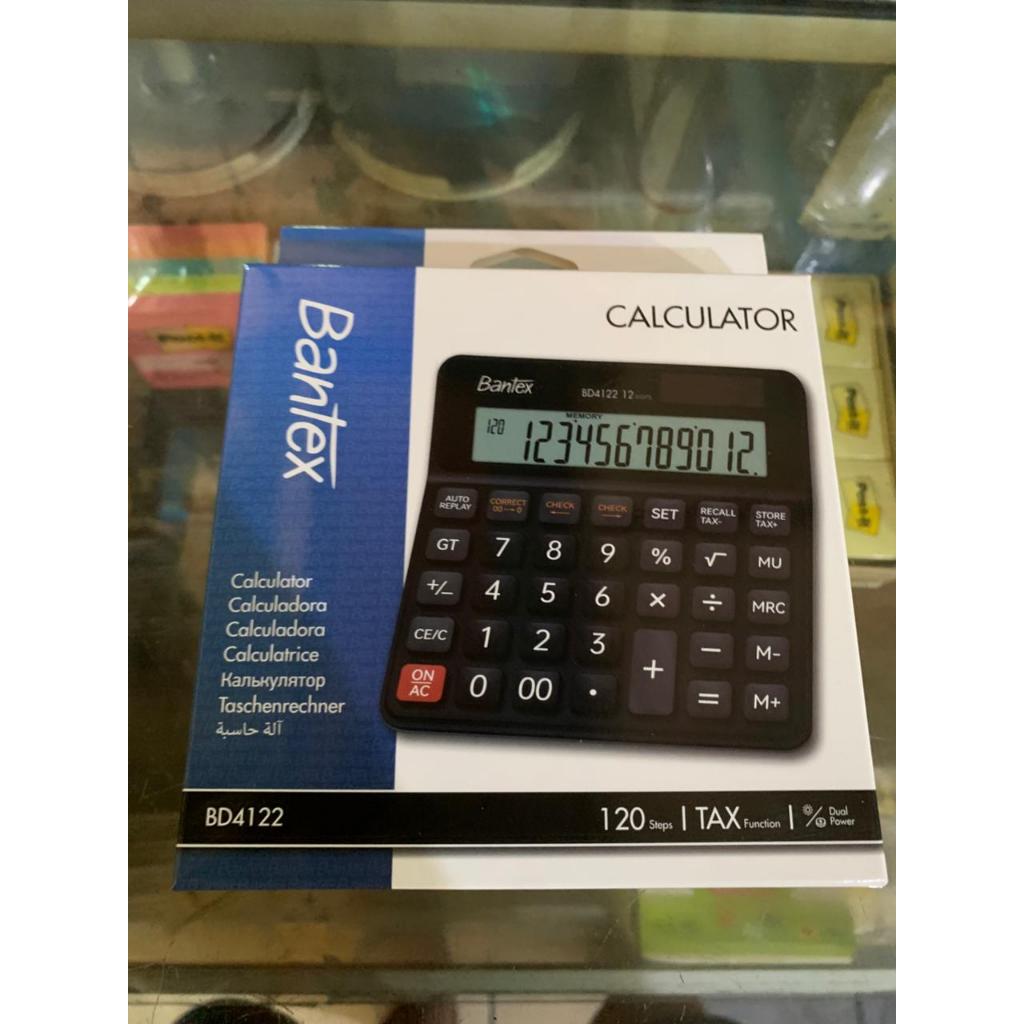 Bantex
CALCULATOR
Bantex
BD4122 12
MEMORY
120
123456789012.
AUTO REPLAY
CORRECT 00→0
CHECK ←
CHECK →
SET
RECALL TAX-
STORE TAX+
GT 7 8 9 % √ MU
+/− 4 5 6 × ÷ MRC
CE/C 1 2 3 + − M-
ON AC 0 00 . = M+
Calculator
Calculadora
Calculadora
Calculatrice
Калькулятор
Taschenrechner
آلة حاسبة
BD4122
120 Steps | TAX Function | Dual Power